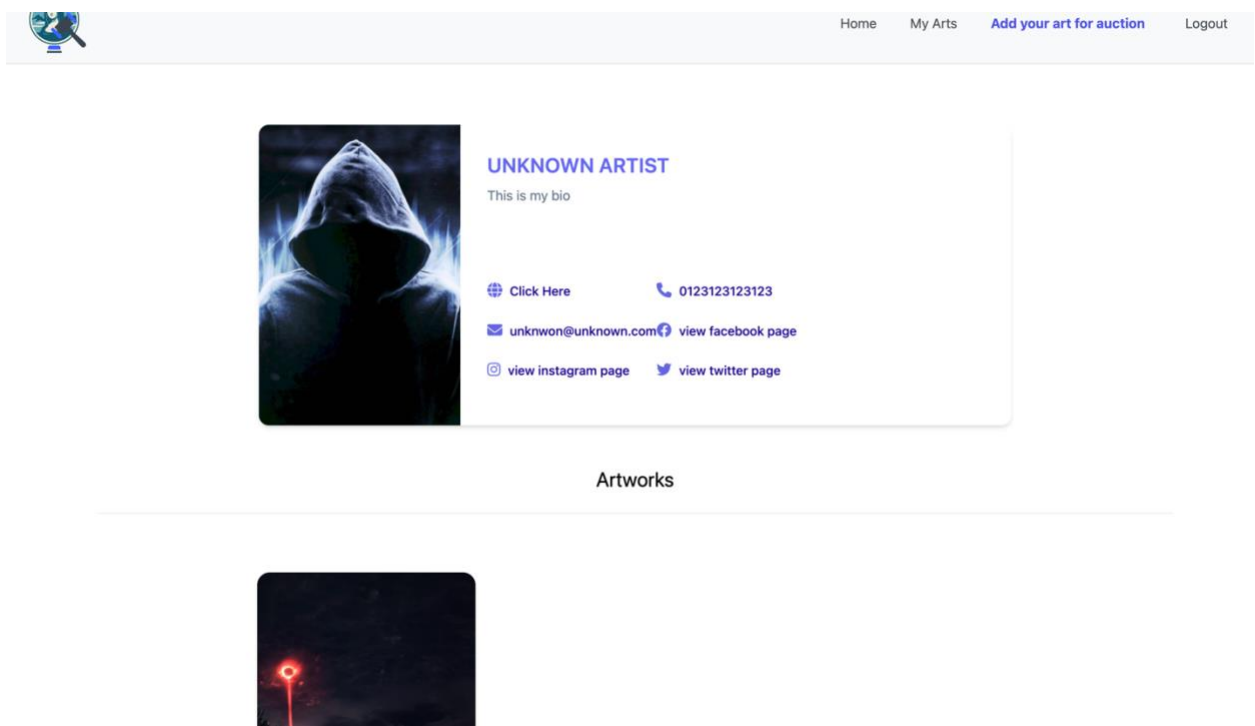 Home My Arts Add your art for auction Logout
UNKNOWN ARTIST
This is my bio
Click Here 0123123123123
unknwon@unknown.com view facebook page
view instagram page view twitter page
Artworks